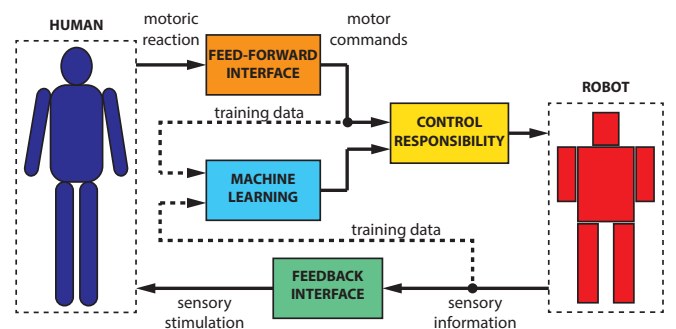 HUMAN
motoric
reaction
FEED-FORWARD
INTERFACE
motor
commands
training data
CONTROL
RESPONSIBILITY
ROBOT
MACHINE
LEARNING
training data
FEEDBACK
INTERFACE
sensory
stimulation
sensory
information